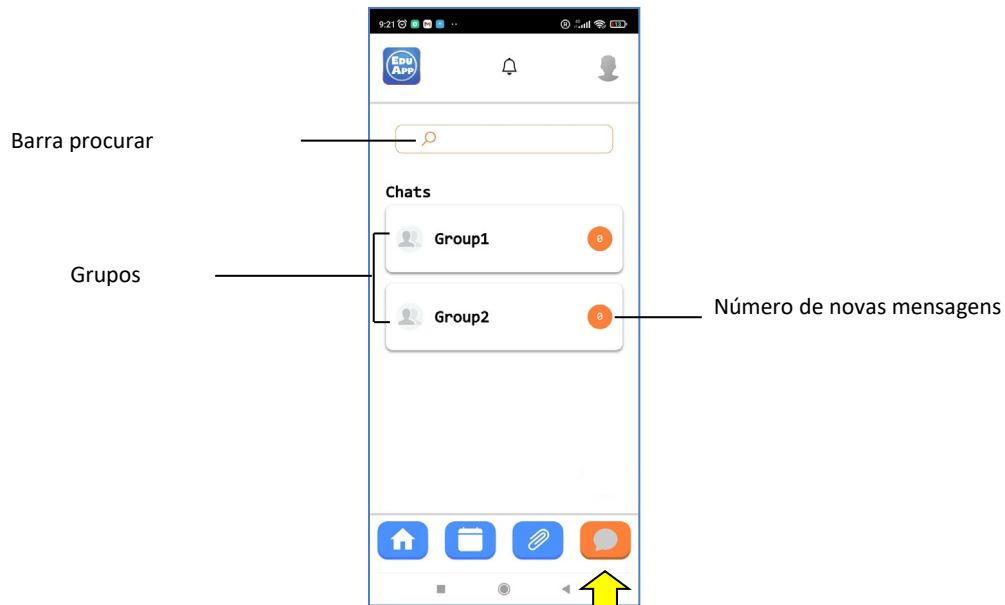 9:21
EDU
APP
Barra procurar
Chats
Group1
0
Grupos
Group2
0
Número de novas mensagens